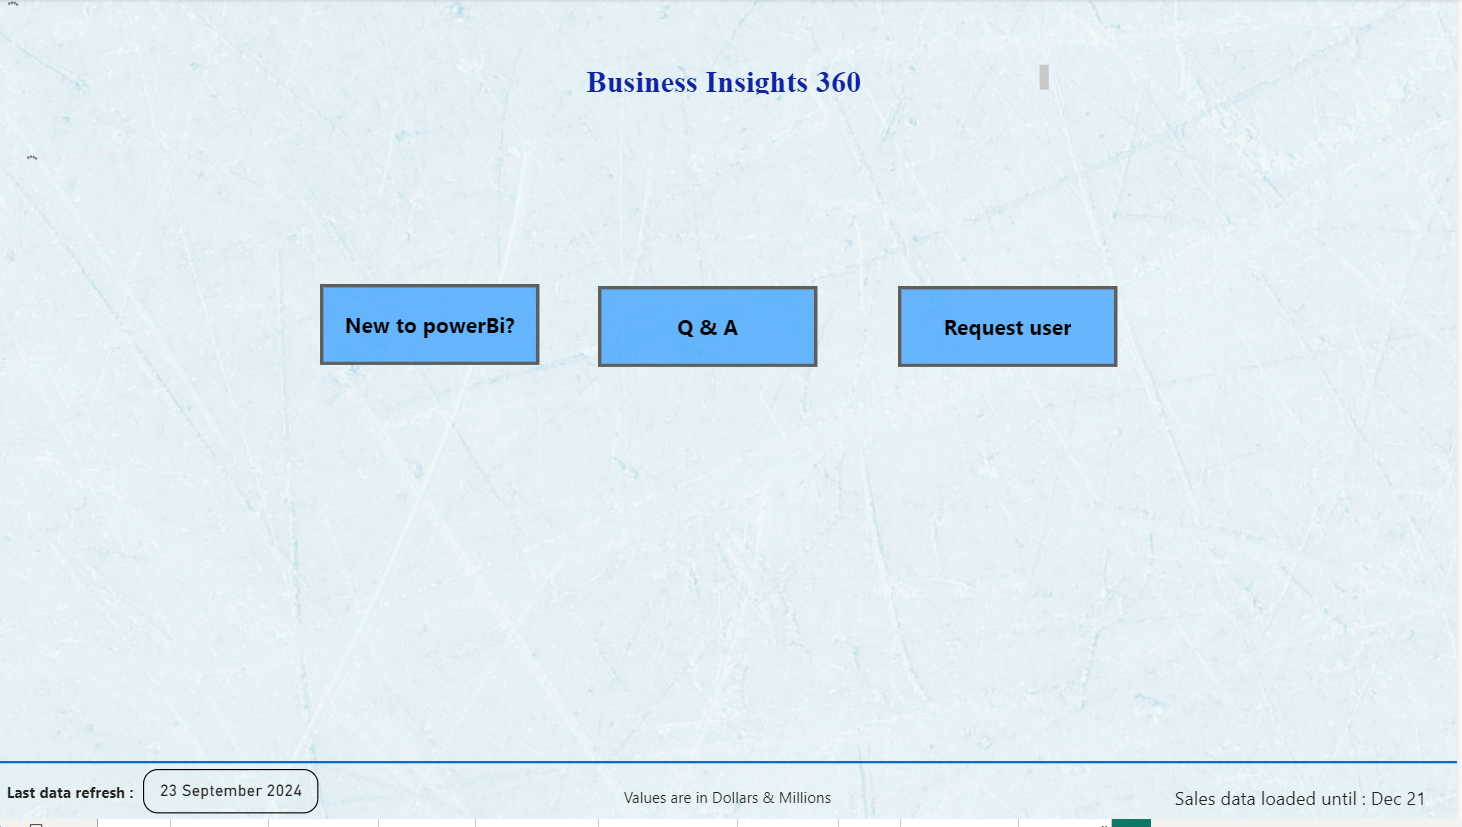 Business Insights 360
New to powerBi?
Q & A
Request user
Last data refresh :
23 September 2024
Values are in Dollars & Millions
Sales data loaded until : Dec 21